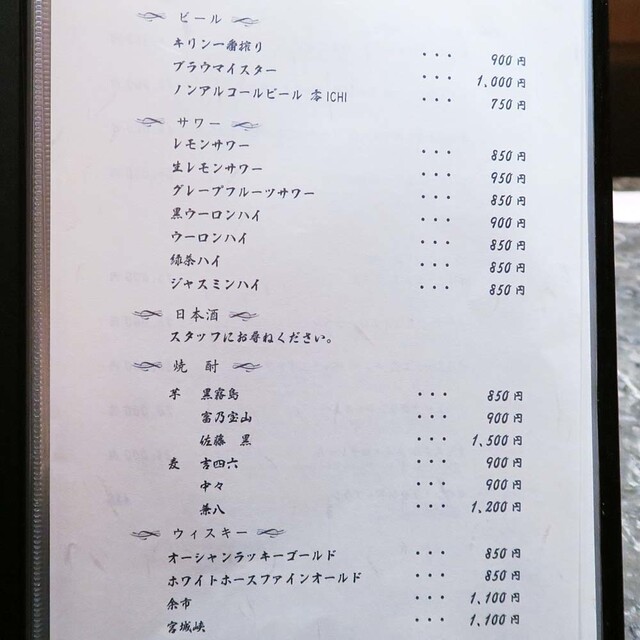 ビール
キリン一番搾り ・・・ 900円
ブラウマイスター ・・・ 1,000円
ノンアルコールビール 零ICHI ・・・ 750円
サワー
レモンサワー ・・・ 850円
生レモンサワー ・・・ 950円
グレープフルーツサワー ・・・ 850円
黒ウーロンハイ ・・・ 900円
ウーロンハイ ・・・ 850円
緑茶ハイ ・・・ 850円
ジャスミンハイ ・・・ 850円
日本酒
スタッフにお尋ねください。
焼酎
芋 黒霧島 ・・・ 850円
富乃宝山 ・・・ 900円
佐藤 黒 ・・・ 1,500円
麦 吉四六 ・・・ 900円
中々 ・・・ 900円
兼八 ・・・ 1,200円
ウィスキー
オーシャンラッキーゴールド ・・・ 850円
ホワイトホースファインオールド ・・・ 850円
余市 ・・・ 1,100円
宮城峡 ・・・ 1,100円